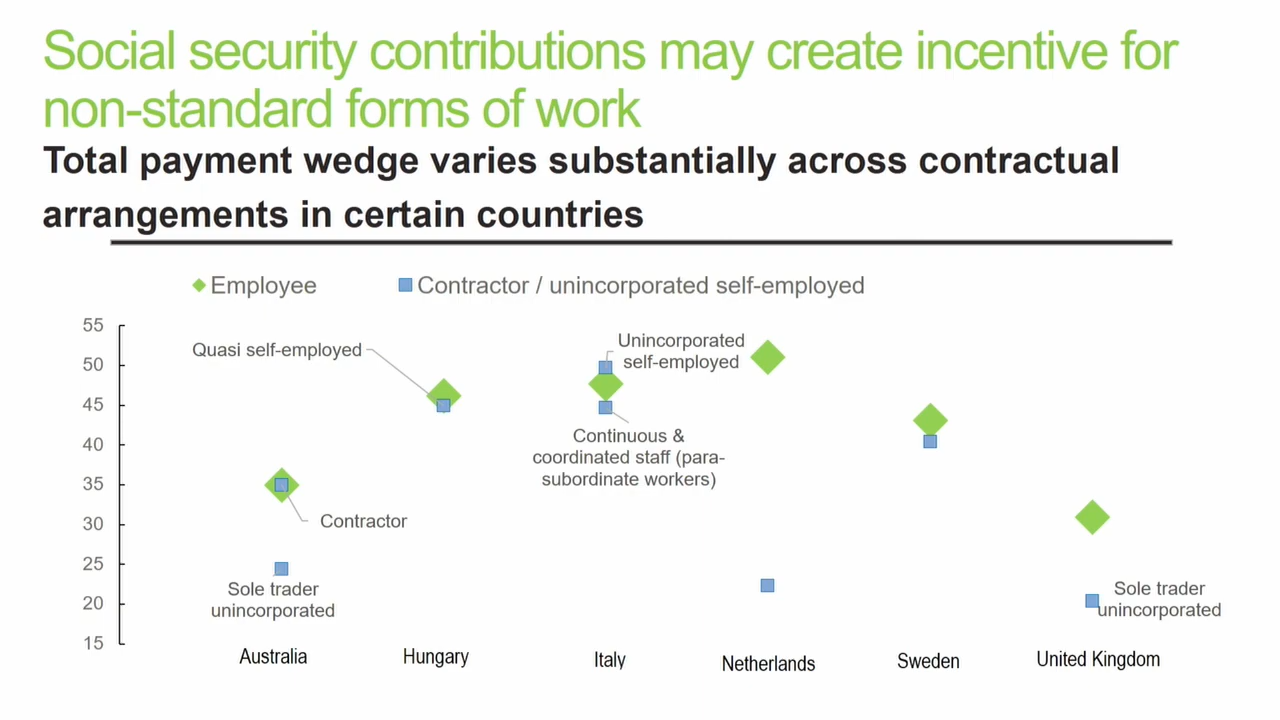 Social security contributions may create incentive for
non-standard forms of work
Total payment wedge varies substantially across contractual
arrangements in certain countries
Employee
Contractor / unincorporated self-employed
55
50
45
40
35
30
25
20
15
Quasi self-employed
Unincorporated
self-employed
Continuous &
coordinated staff (para-
subordinate workers)
Contractor
Sole trader
unincorporated
Sole trader
unincorporated
Australia
Hungary
Italy
Netherlands
Sweden
United Kingdom